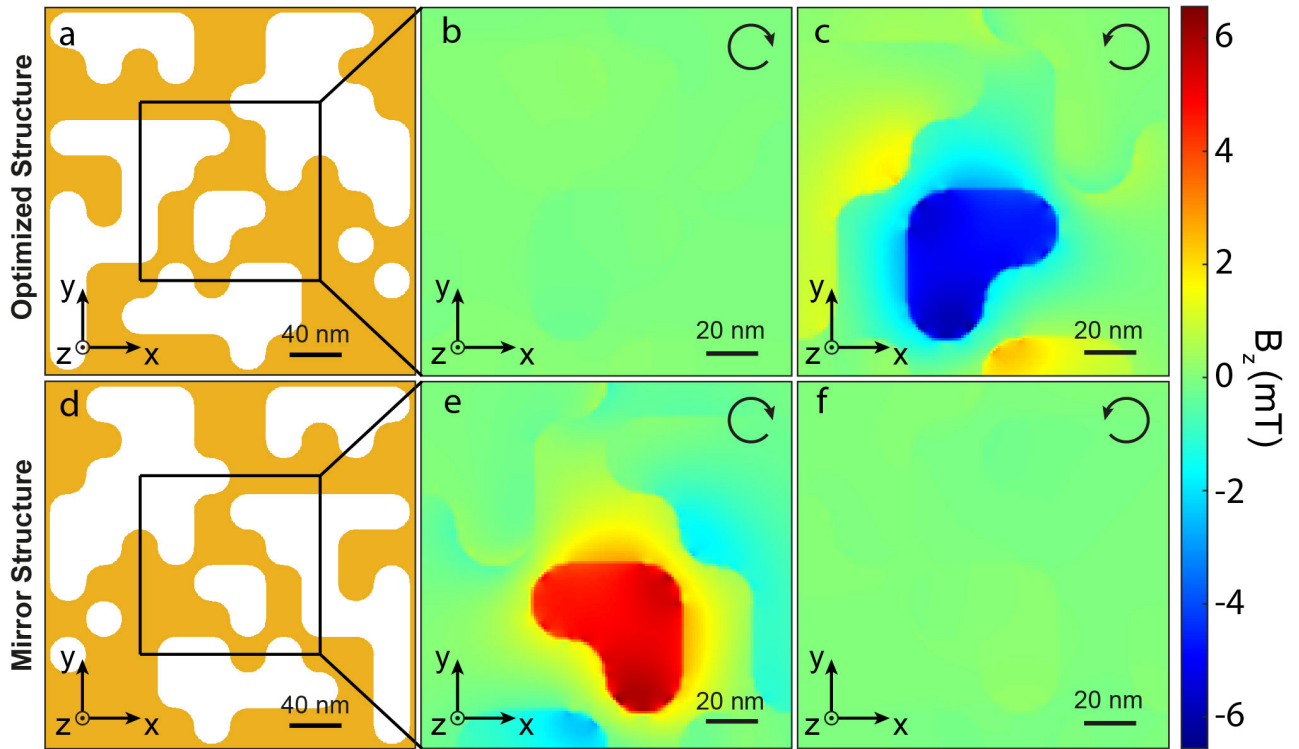 Optimized Structure
a
y
z
x
40 nm
b
y
z
x
20 nm
c
y
z
x
20 nm
Mirror Structure
d
y
z
x
40 nm
e
y
z
x
20 nm
f
y
z
x
20 nm
6
4
2
0
-2
-4
-6
B_z (mT)